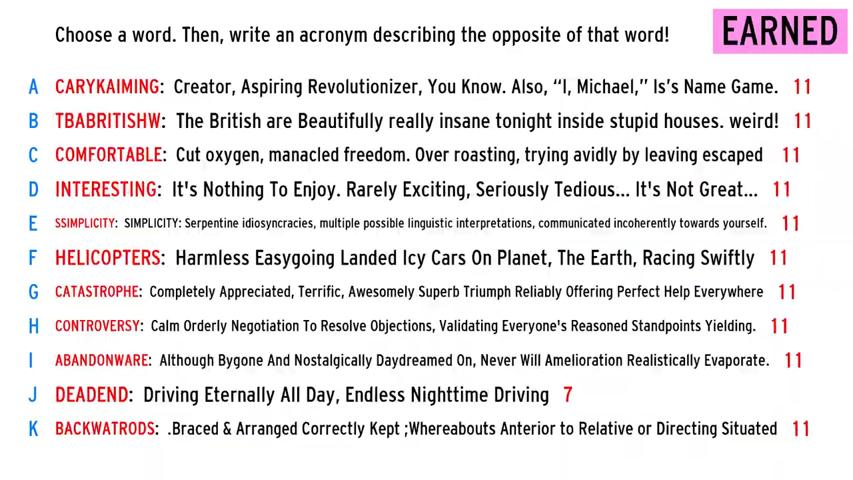 Choose a word. Then, write an acronym describing the opposite of that word!
EARNED
A CARYKAIMING: Creator, Aspiring Revolutionizer, You Know. Also, “I, Michael,” Is’s Name Game. 11
B TBABRITISHW: The British are Beautifully really insane tonight inside stupid houses. weird! 11
C COMFORTABLE: Cut oxygen, manacled freedom. Over roasting, trying avidly by leaving escaped 11
D INTERESTING: It's Nothing To Enjoy. Rarely Exciting, Seriously Tedious... It's Not Great... 11
E SSIMPLICITY: SIMPLICITY: Serpentine idiosyncracies, multiple possible linguistic interpretations, communicated incoherently towards yourself. 11
F HELICOPTERS: Harmless Easygoing Landed Icy Cars On Planet, The Earth, Racing Swiftly 11
G CATASTROPHE: Completely Appreciated, Terrific, Awesomely Superb Triumph Reliably Offering Perfect Help Everywhere 11
H CONTROVERSY: Calm Orderly Negotiation To Resolve Objections, Validating Everyone's Reasoned Standpoints Yielding. 11
I ABANDONWARE: Although Bygone And Nostalgically Daydreamed On, Never Will Amelioration Realistically Evaporate. 11
J DEADEND: Driving Eternally All Day, Endless Nighttime Driving 7
K BACKWATRODS: .Braced & Arranged Correctly Kept ;Whereabouts Anterior to Relative or Directing Situated 11